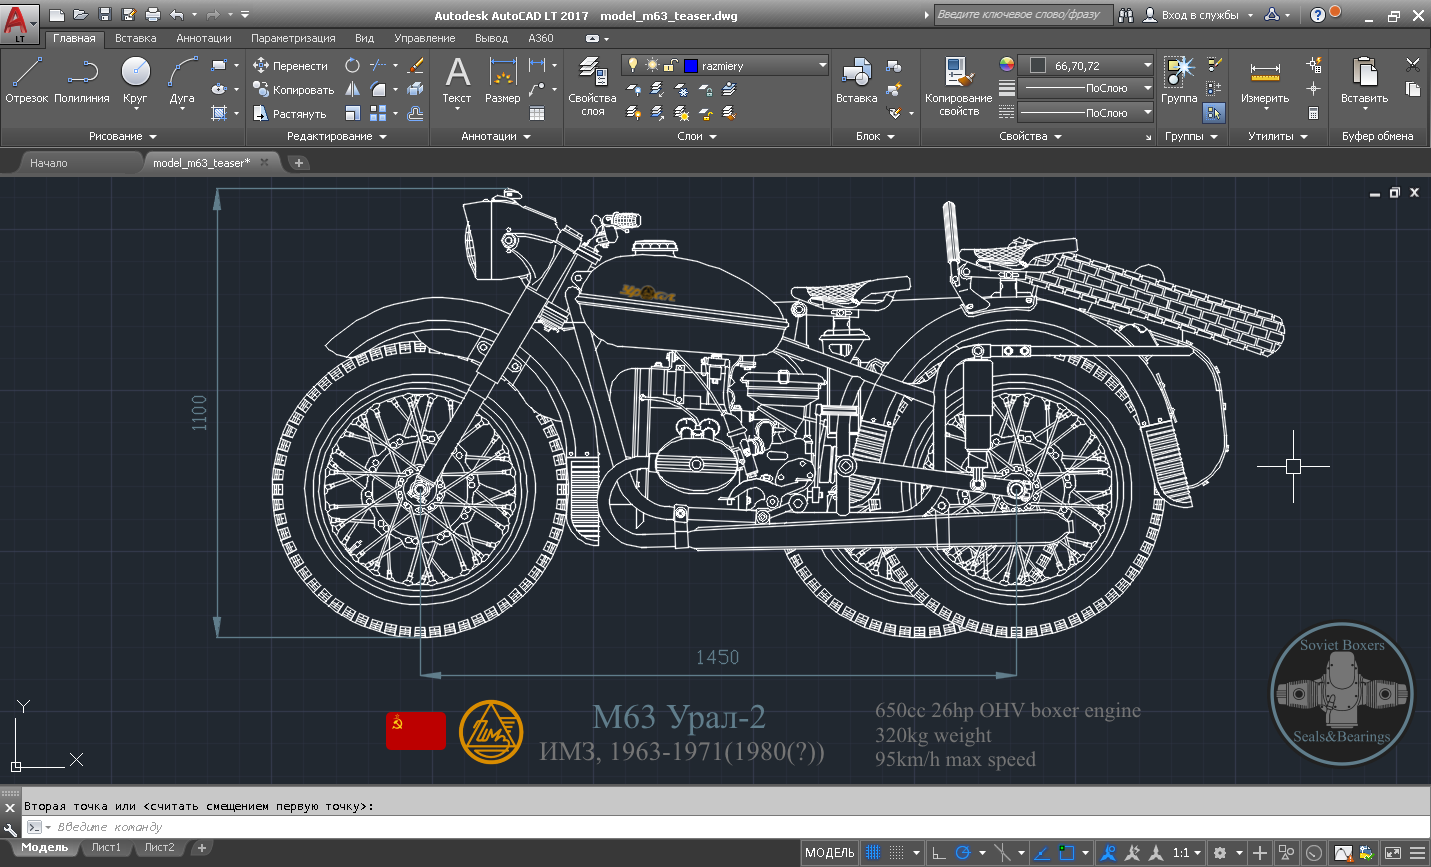 Autodesk AutoCAD LT 2017 model_m63_teaser.dwg
Введите ключевое слово/фразу
Вход в службы
LT
Главная Вставка Аннотации Параметризация Вид Управление Вывод A360
Отрезок Полилиния Круг Дуга
Перенести
Копировать
Растянуть
Текст Размер
Свойства слоя
razmiery
Вставка
Копирование свойств
66,70,72
ПоСлою
ПоСлою
Группа
Измерить
Вставить
Рисование Редактирование Аннотации Слои Блок Свойства Группы Утилиты Буфер обмена
Начало model_m63_teaser*
1100
1450
М63 Урал-2
ИМЗ, 1963-1971(1980(?))
650cc 26hp OHV boxer engine
320kg weight
95km/h max speed
Soviet Boxers
Seals&Bearings
Y
X
Вторая точка или <считать смещением первую точку>:
Введите команду
Модель Лист1 Лист2
МОДЕЛЬ 1:1